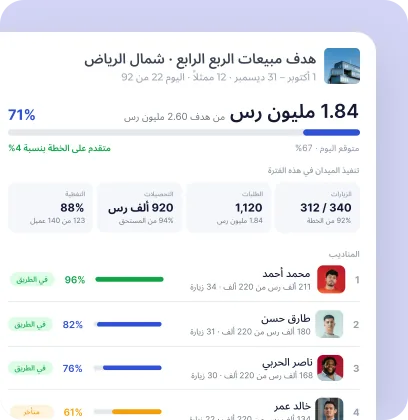 هدف مبيعات الربع الرابع · شمال الرياض
1 أكتوبر – 31 ديسمبر · 12 ممثلاً · اليوم 22 من 92
1.84 مليون رس من هدف 2.60 مليون رس 71%
متوقع اليوم · 67% متقدم على الخطة بنسبة 4%
تنفيذ الميدان في هذه الفترة
الزيارات الطلبات التحصيلات التغطية
312 / 340 1,120 920 ألف رس 88%
92% من الخطة 1.84 مليون رس 94% من المستحق 123 من 140 عميل
المناديب
1 محمد أحمد 96% في الطريق
211 ألف رس من 220 ألف · 34 زيارة
2 طارق حسن 82% في الطريق
180 ألف رس من 220 ألف · 31 زيارة
3 ناصر الحربي 76% في الطريق
168 ألف رس من 220 ألف · 30 زيارة
4 خالد عمر 61% متأخر